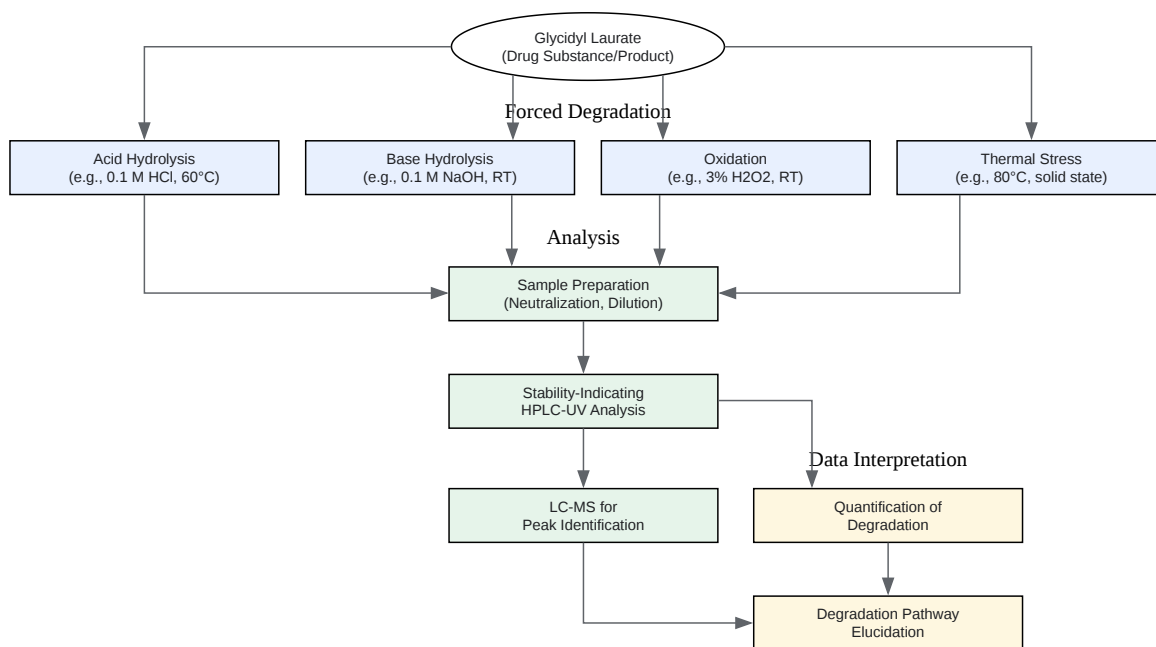 Glycidyl Laurate
(Drug Substance/Product)
Forced Degradation
Acid Hydrolysis
(e.g., 0.1 M HCl, 60°C)
Base Hydrolysis
(e.g., 0.1 M NaOH, RT)
Oxidation
(e.g., 3% H2O2, RT)
Thermal Stress
(e.g., 80°C, solid state)
Analysis
Sample Preparation
(Neutralization, Dilution)
Stability-Indicating
HPLC-UV Analysis
Data Interpretation
LC-MS for
Peak Identification
Quantification of
Degradation
Degradation Pathway
Elucidation